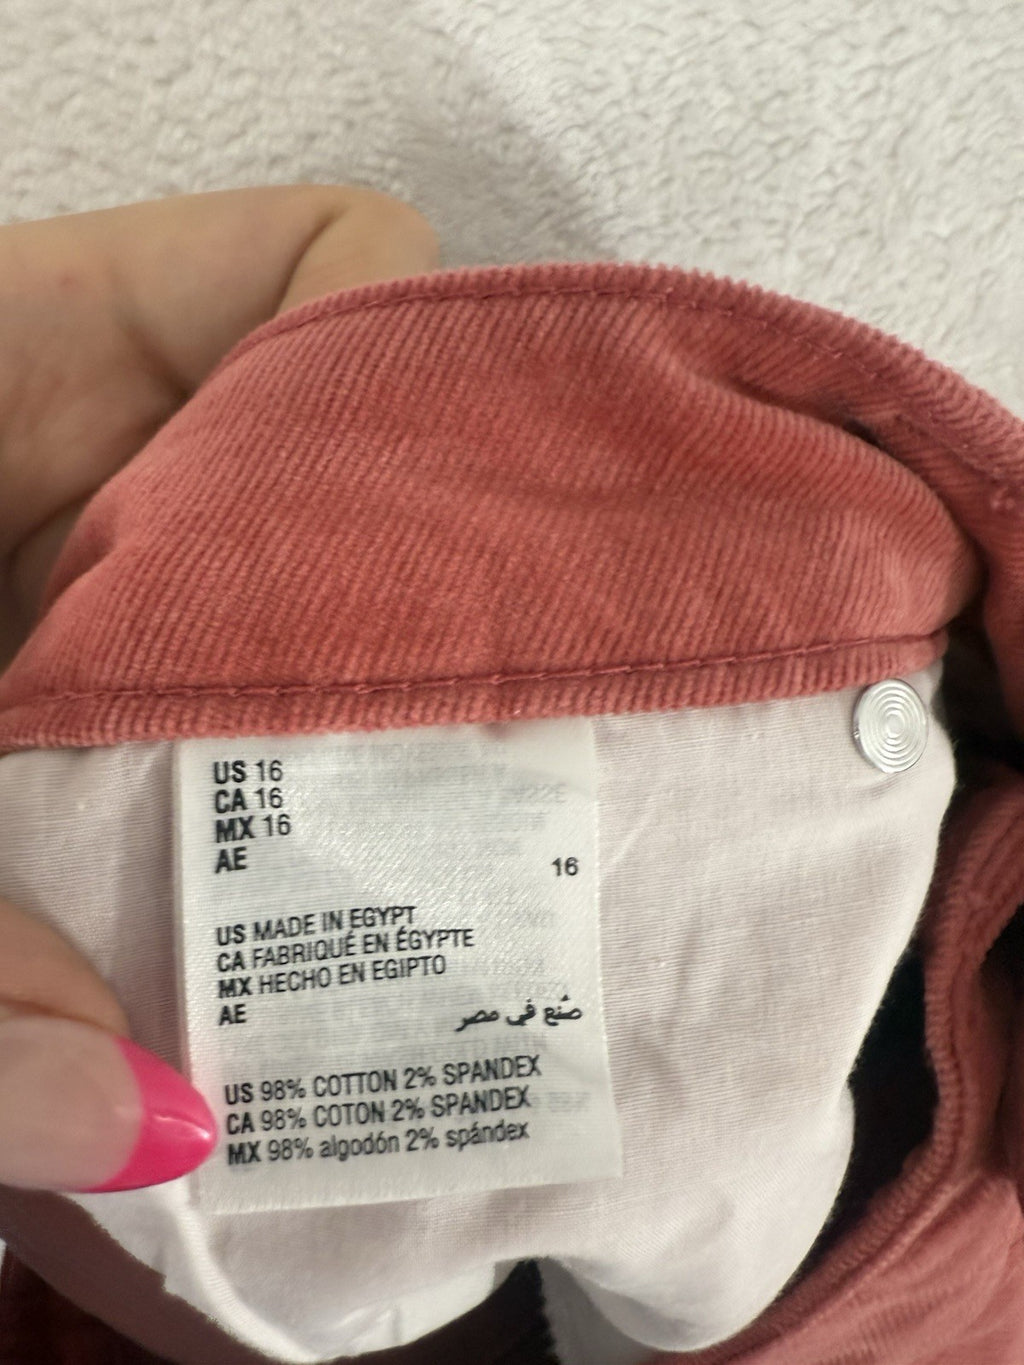 US 16
CA 16
MX 16
AE 16
US MADE IN EGYPT
CA FABRIQUÉ EN ÉGYPTE
MX HECHO EN EGIPTO
AE صُنع في مصر
US 98% COTTON 2% SPANDEX
CA 98% COTON 2% SPANDEX
MX 98% algodón 2% spándex